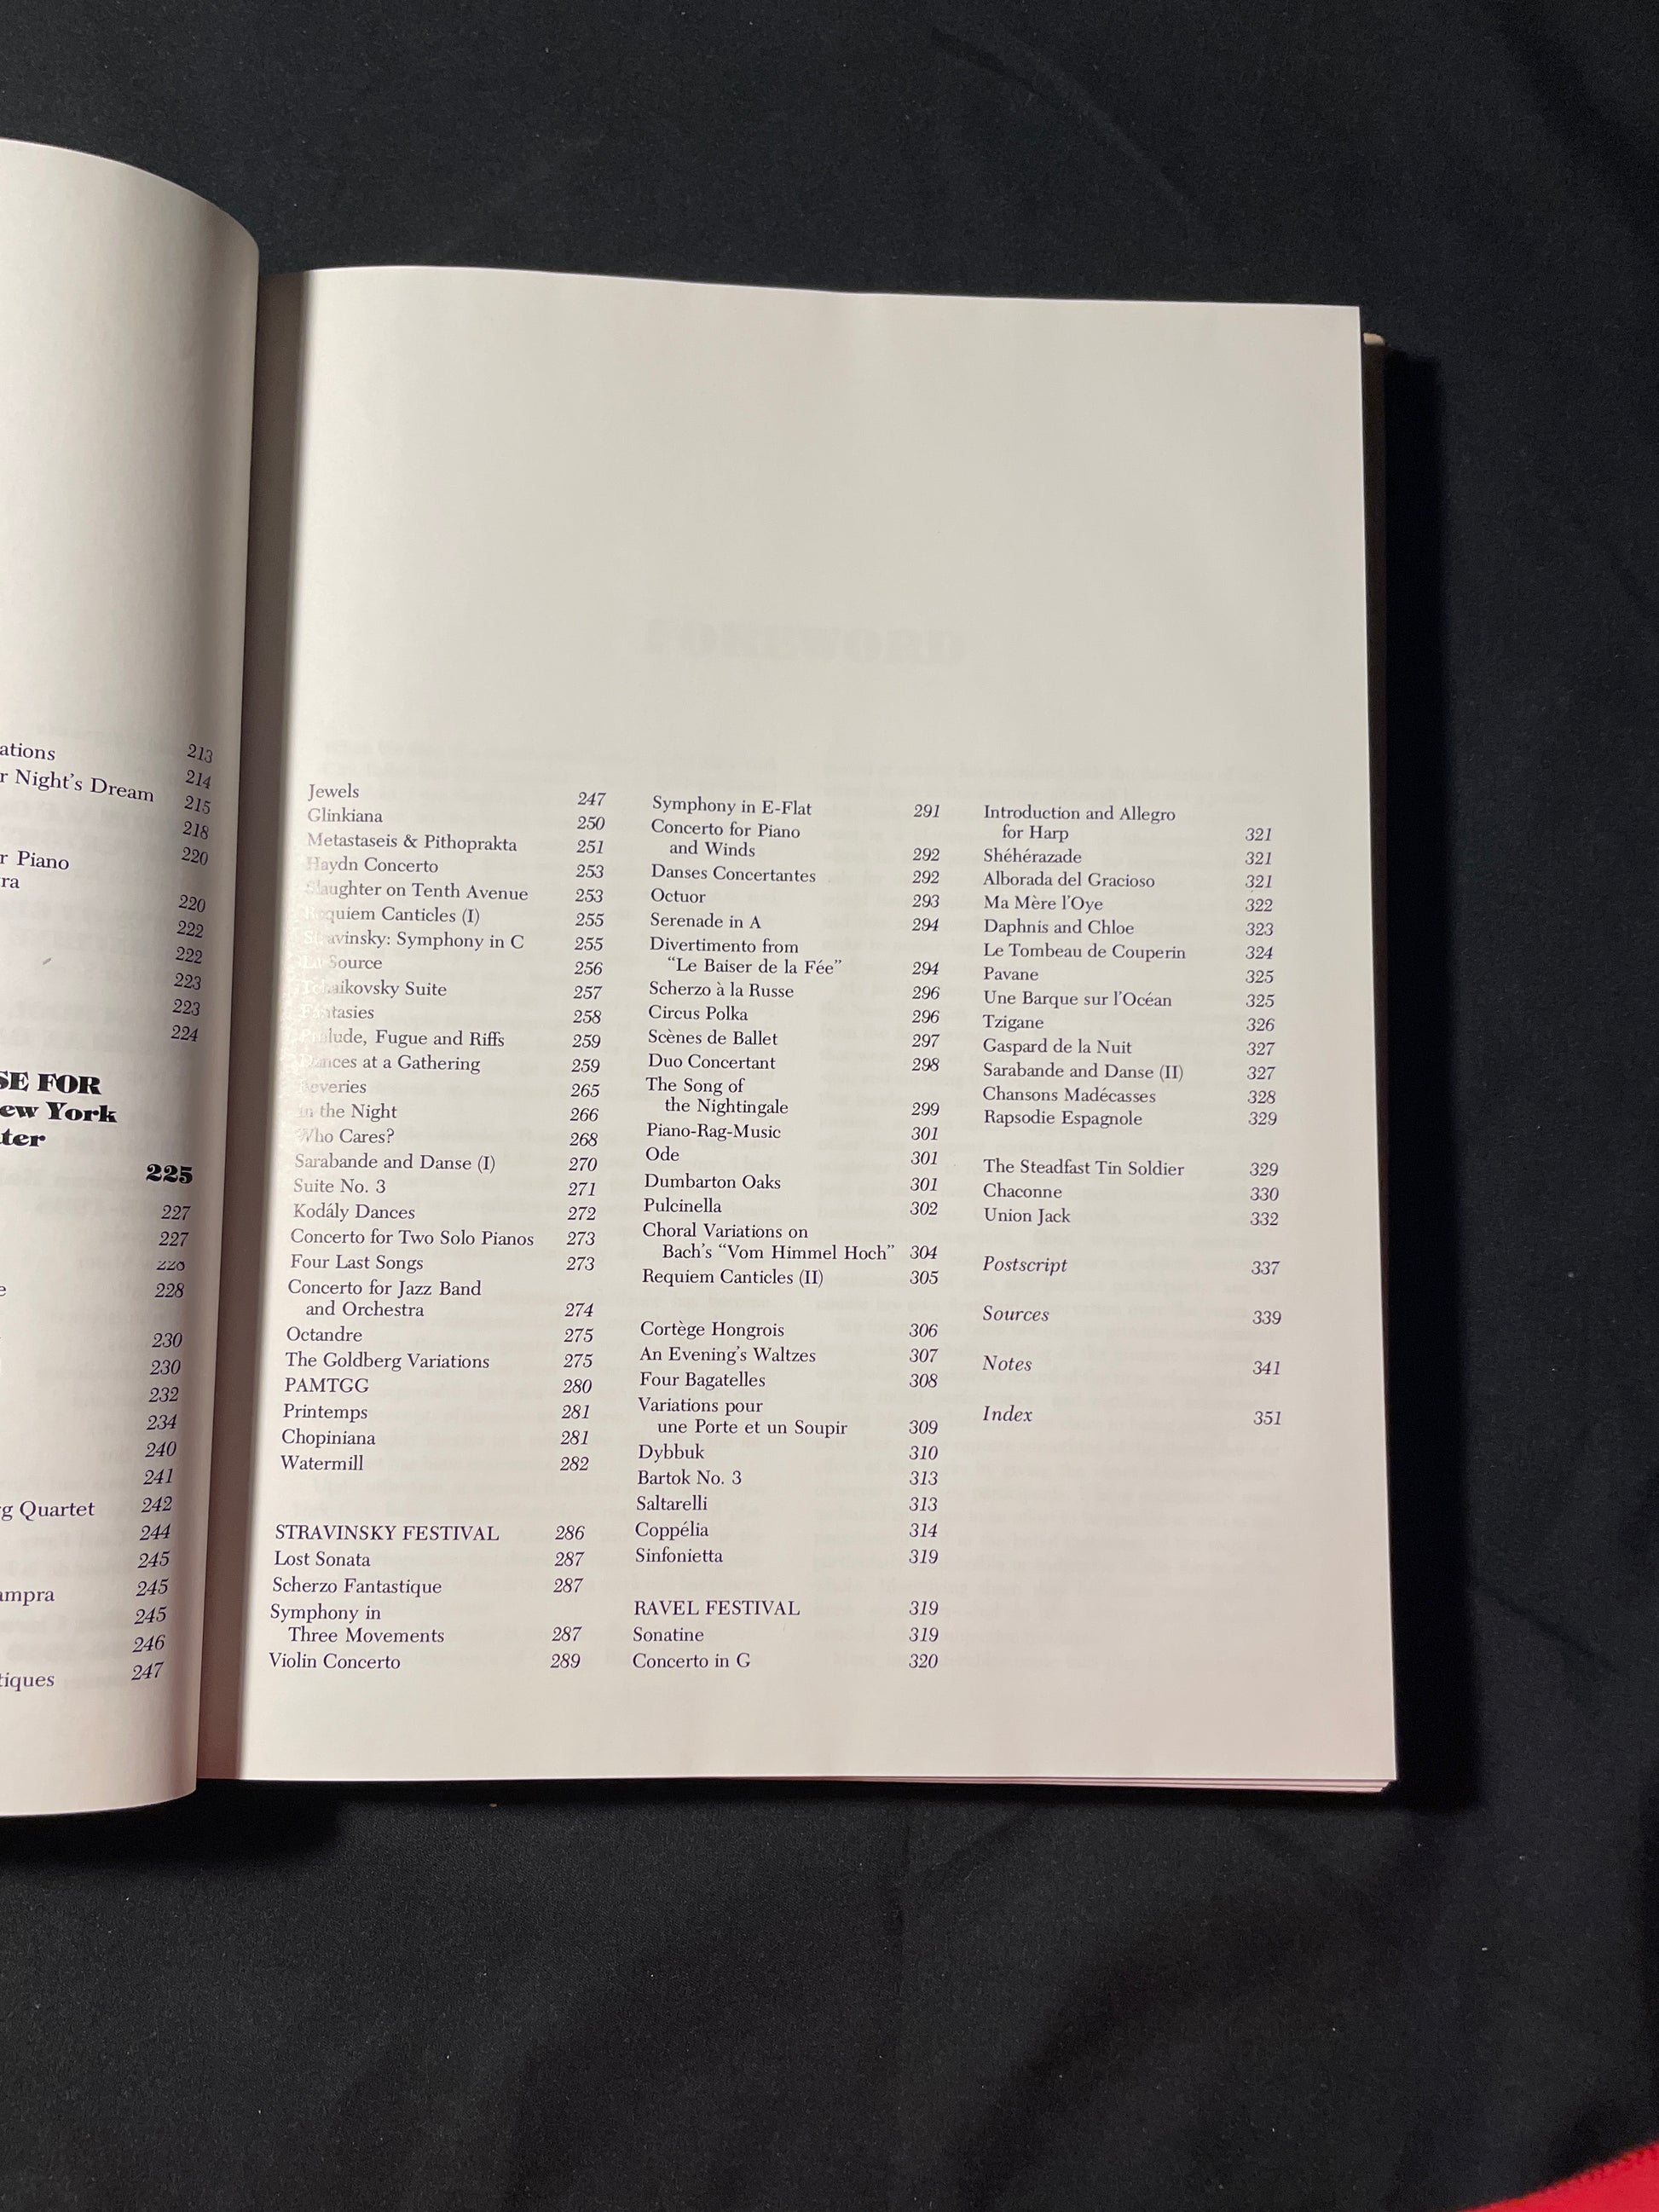 ations 213
r Night's Dream 214
215
218
r Piano 220
ra
220
222
222
223
223
224
SE FOR
ew York
ter
225
227
227
228
e 228
230
230
232
234
240
241
g Quartet 242
244
245
ampra 245
245
246
tiques 247
FOREWORD
Jewels 247
Glinkiana 250
Metastaseis & Pithoprakta 251
Haydn Concerto 253
Slaughter on Tenth Avenue 253
Requiem Canticles (I) 255
Stravinsky: Symphony in C 255
La Source 256
Tchaikovsky Suite 257
Fantasies 258
Prelude, Fugue and Riffs 259
Dances at a Gathering 259
Reveries 265
In the Night 266
Who Cares? 268
Sarabande and Danse (I) 270
Suite No. 3 271
Kodály Dances 272
Concerto for Two Solo Pianos 273
Four Last Songs 273
Concerto for Jazz Band
and Orchestra 274
Octandre 275
The Goldberg Variations 275
PAMTGG 280
Printemps 281
Chopiniana 281
Watermill 282
STRAVINSKY FESTIVAL 286
Lost Sonata 287
Scherzo Fantastique 287
Symphony in
Three Movements 287
Violin Concerto 289
Symphony in E-Flat 291
Concerto for Piano
and Winds 292
Danses Concertantes 292
Octuor 293
Serenade in A 294
Divertimento from
"Le Baiser de la Fée" 294
Scherzo à la Russe 296
Circus Polka 296
Scènes de Ballet 297
Duo Concertant 298
The Song of
the Nightingale 299
Piano-Rag-Music 301
Ode 301
Dumbarton Oaks 301
Pulcinella 302
Choral Variations on
Bach's "Vom Himmel Hoch" 304
Requiem Canticles (II) 305
Cortège Hongrois 306
An Evening's Waltzes 307
Four Bagatelles 308
Variations pour
une Porte et un Soupir 309
Dybbuk 310
Bartok No. 3 313
Saltarelli 313
Coppélia 314
Sinfonietta 319
RAVEL FESTIVAL 319
Sonatine 319
Concerto in G 320
Introduction and Allegro
for Harp 321
Shéhérazade 321
Alborada del Gracioso 321
Ma Mère l'Oye 322
Daphnis and Chloe 323
Le Tombeau de Couperin 324
Pavane 325
Une Barque sur l'Océan 325
Tzigane 326
Gaspard de la Nuit 327
Sarabande and Danse (II) 327
Chansons Madécasses 328
Rapsodie Espagnole 329
The Steadfast Tin Soldier 329
Chaconne 330
Union Jack 332
Postscript 337
Sources 339
Notes 341
Index 351